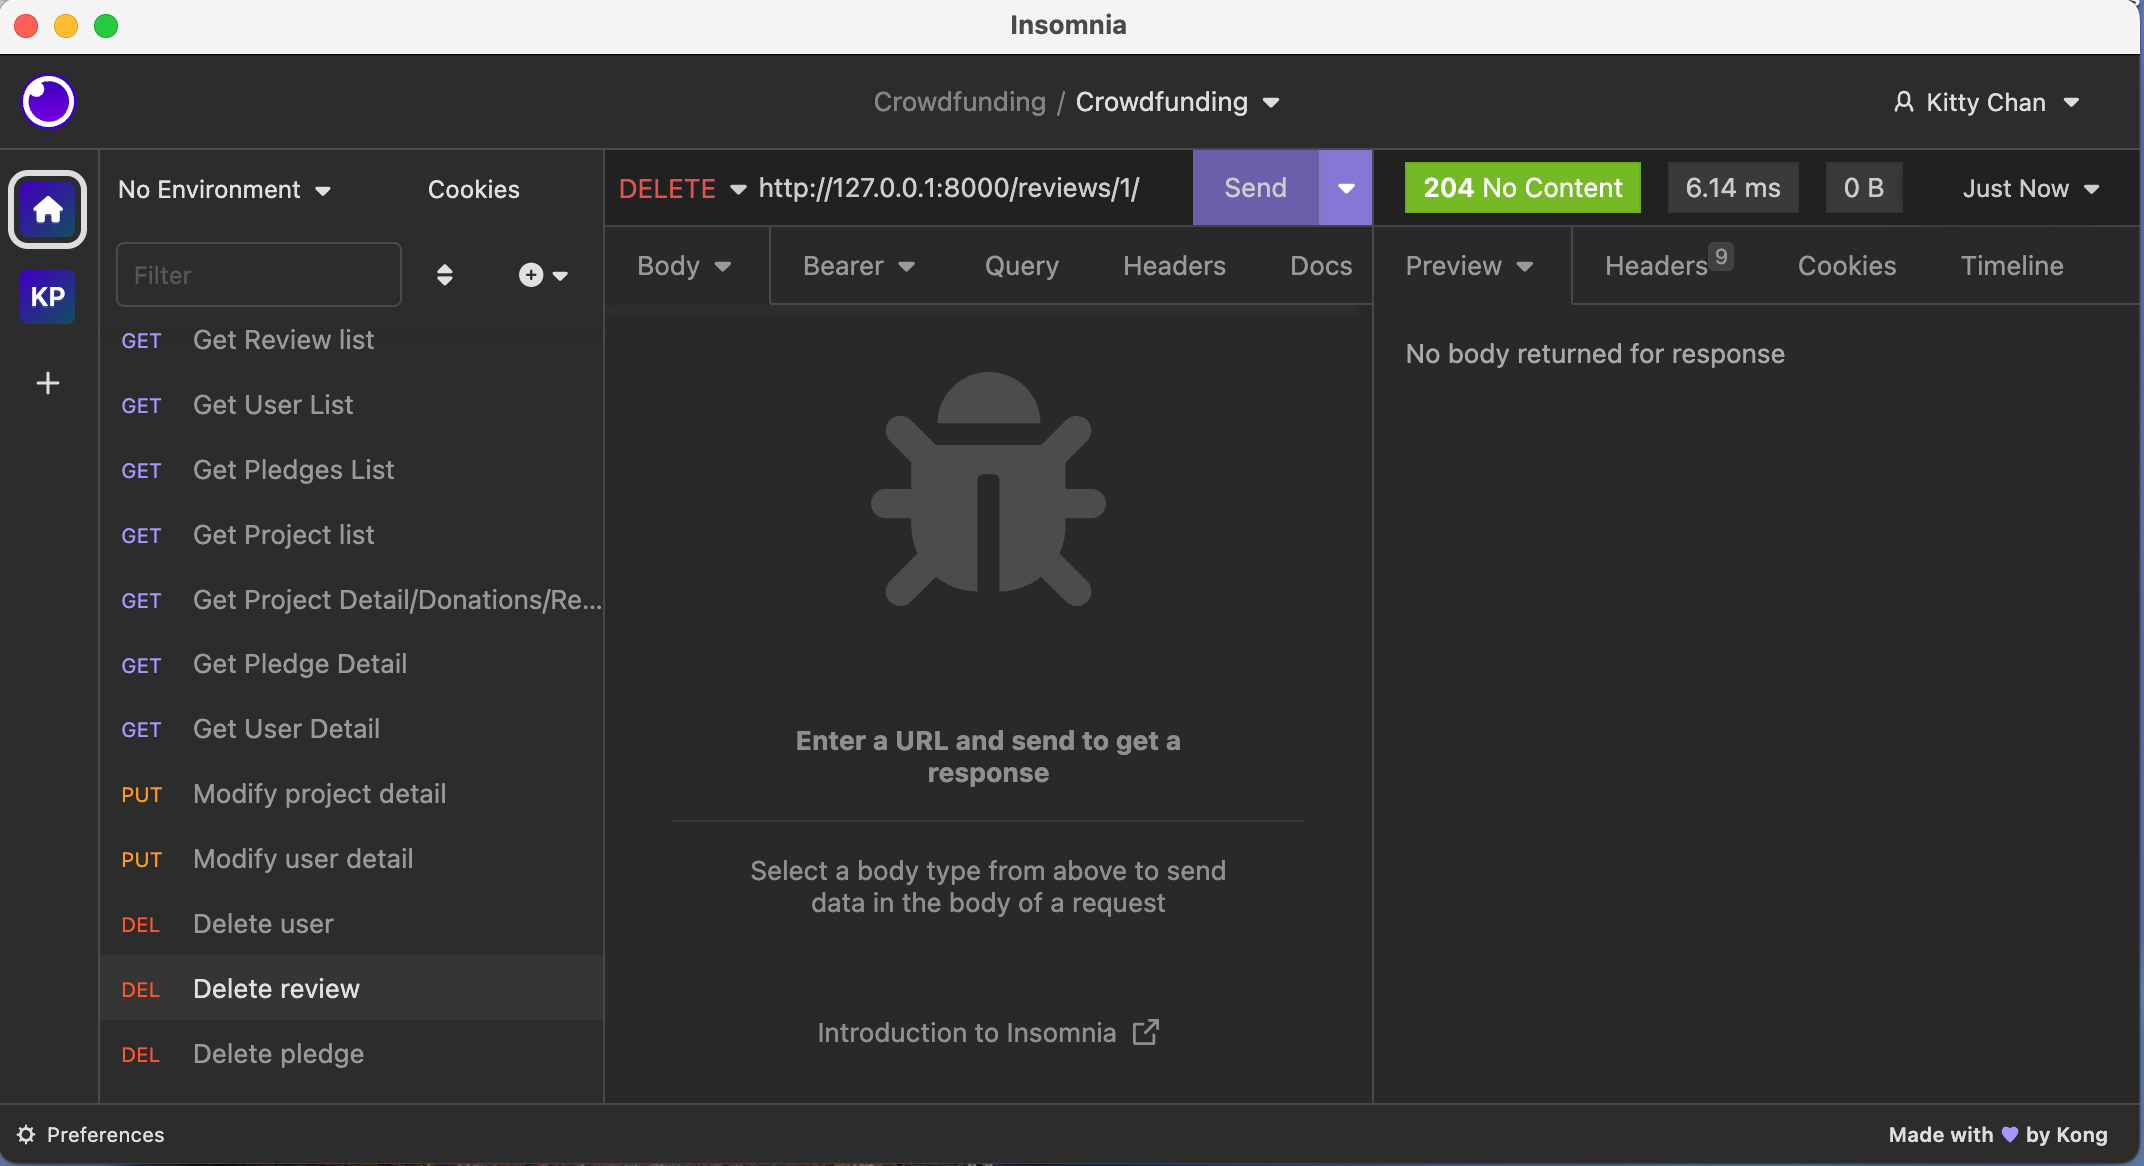 Insomnia
Crowdfunding / Crowdfunding
Kitty Chan
No Environment
Cookies
DELETE http://127.0.0.1:8000/reviews/1/
Send
204 No Content
6.14 ms
0 B
Just Now
Filter
Body
Bearer
Query
Headers
Docs
Preview
Headers 9
Cookies
Timeline
KP
GET Get Review list
GET Get User List
GET Get Pledges List
GET Get Project list
GET Get Project Detail/Donations/Re...
GET Get Pledge Detail
GET Get User Detail
PUT Modify project detail
PUT Modify user detail
DEL Delete user
DEL Delete review
DEL Delete pledge
Enter a URL and send to get a
response
Select a body type from above to send
data in the body of a request
Introduction to Insomnia
No body returned for response
Preferences
Made with 💜 by Kong